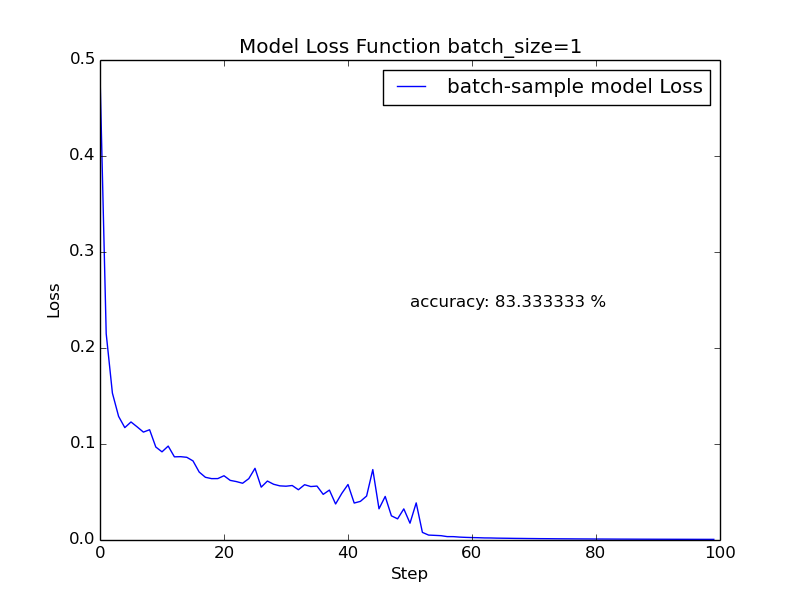 Model Loss Function batch_size=1
batch-sample model Loss
0.5
0.4
0.3
0.2
0.1
0.0
Loss
accuracy: 83.333333 %
0 20 40 60 80 100
Step